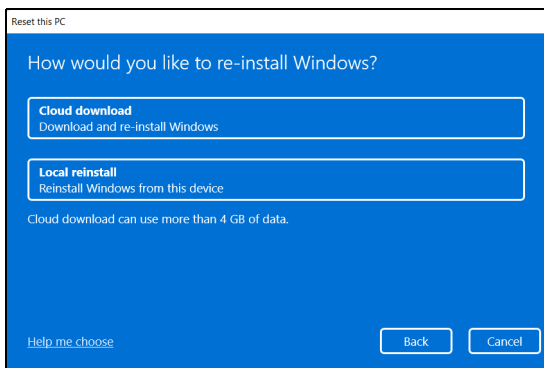 Reset this PC
How would you like to re-install Windows?
Cloud download
Download and re-install Windows
Local reinstall
Reinstall Windows from this device
Cloud download can use more than 4 GB of data.
Help me choose
Back
Cancel